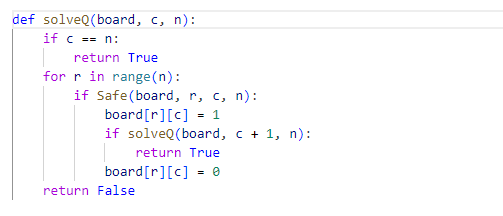 def solveQ(board, c, n):
    if c == n:
        return True
    for r in range(n):
        if Safe(board, r, c, n):
            board[r][c] = 1
            if solveQ(board, c + 1, n):
                return True
            board[r][c] = 0
    return False